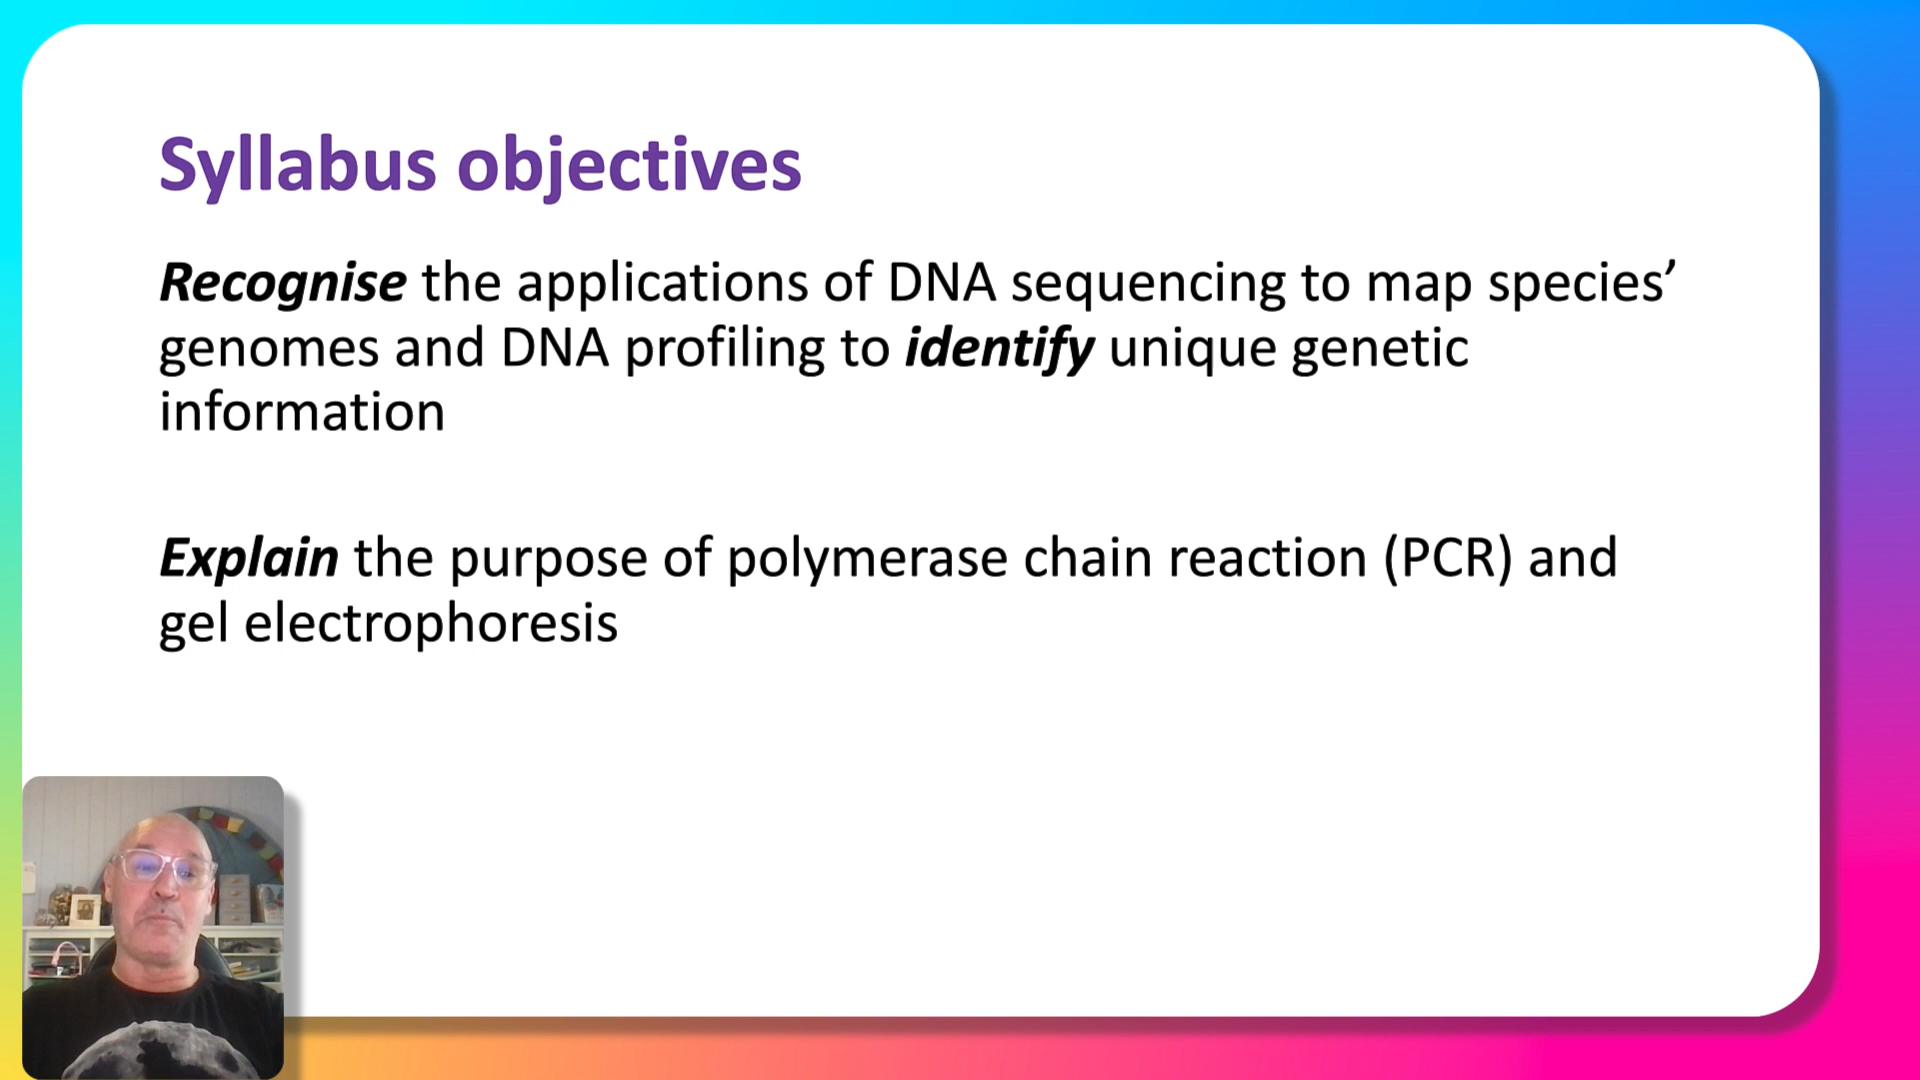 Syllabus objectives
Recognise the applications of DNA sequencing to map species’
genomes and DNA profiling to identify unique genetic
information
Explain the purpose of polymerase chain reaction (PCR) and
gel electrophoresis